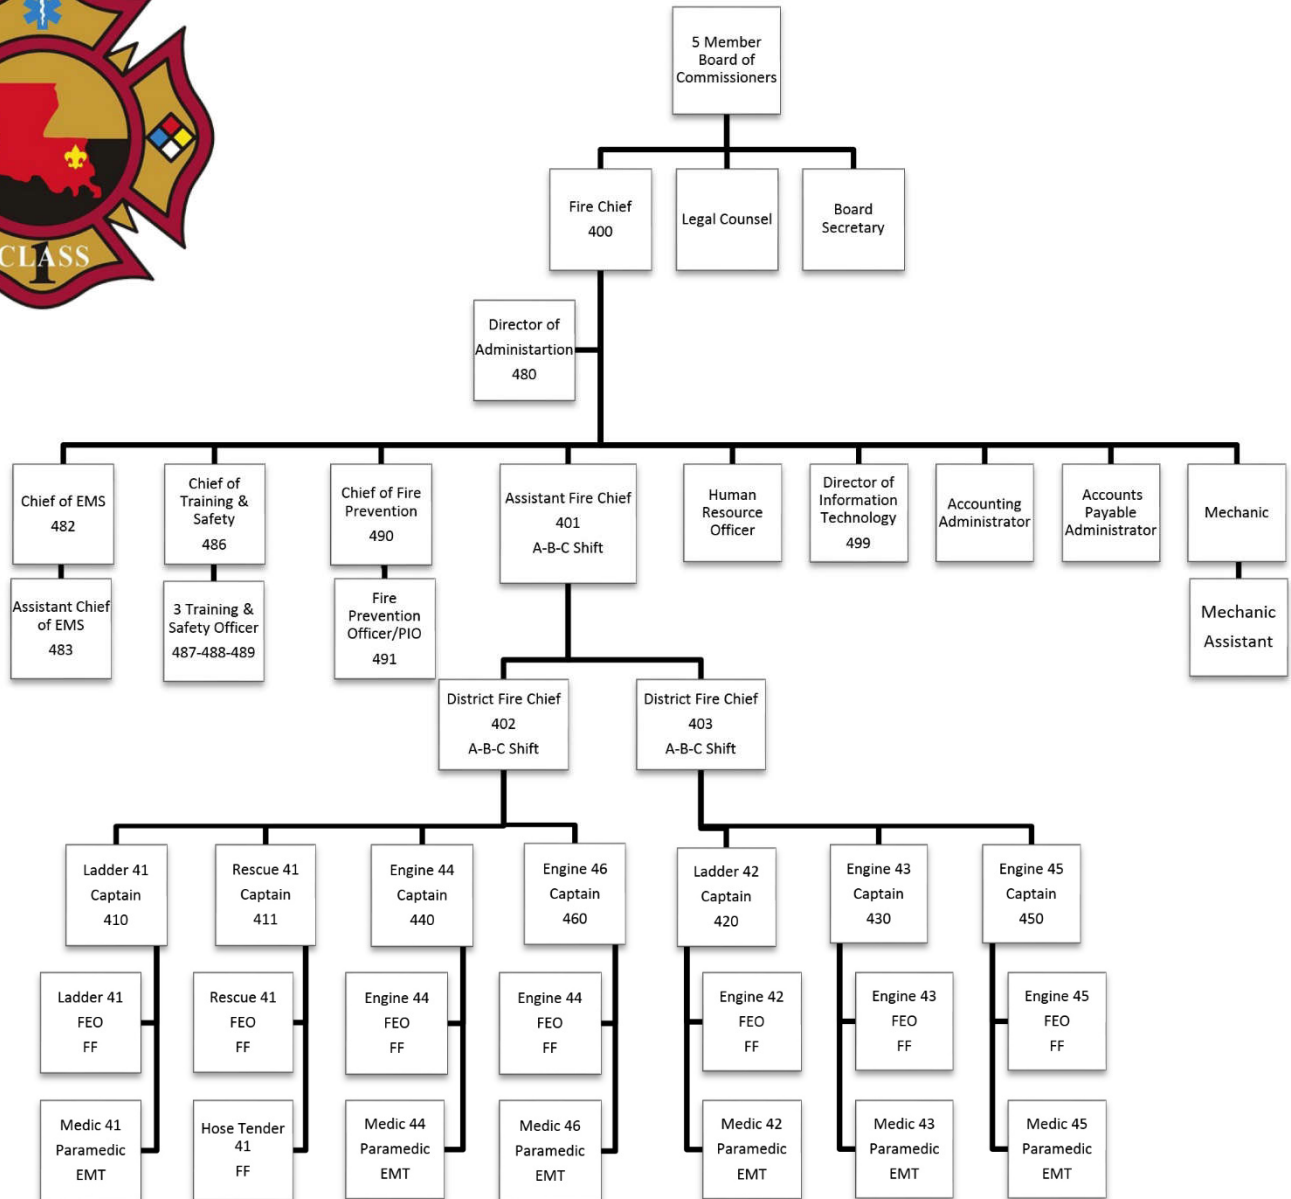 CLASS
1
5 Member
Board of
Commissioners
Fire Chief
400
Legal Counsel
Board
Secretary
Director of
Administartion
480
Chief of EMS
482
Chief of
Training &
Safety
486
Chief of Fire
Prevention
490
Assistant Fire Chief
401
A-B-C Shift
Human
Resource
Officer
Director of
Information
Technology
499
Accounting
Administrator
Accounts
Payable
Administrator
Mechanic
Assistant Chief
of EMS
483
3 Training &
Safety Officer
487-488-489
Fire
Prevention
Officer/PIO
491
Mechanic
Assistant
District Fire Chief
402
A-B-C Shift
District Fire Chief
403
A-B-C Shift
Ladder 41
Captain
410
Rescue 41
Captain
411
Engine 44
Captain
440
Engine 46
Captain
460
Ladder 42
Captain
420
Engine 43
Captain
430
Engine 45
Captain
450
Ladder 41
FEO
FF
Rescue 41
FEO
FF
Engine 44
FEO
FF
Engine 44
FEO
FF
Engine 42
FEO
FF
Engine 43
FEO
FF
Engine 45
FEO
FF
Medic 41
Paramedic
EMT
Hose Tender
41
FF
Medic 44
Paramedic
EMT
Medic 46
Paramedic
EMT
Medic 42
Paramedic
EMT
Medic 43
Paramedic
EMT
Medic 45
Paramedic
EMT